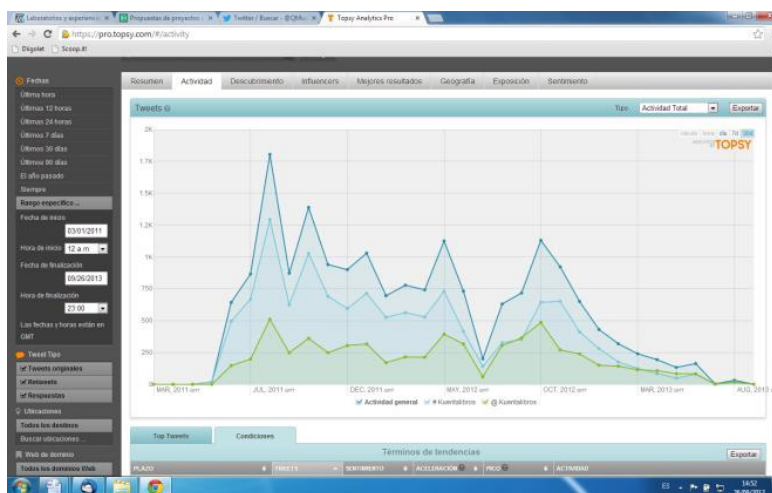 Laboratorios y experienci
Propuestas de proyectos
Twitter / Buscar - @QMu
Topsy Analytics Pro
https://pro.topsy.com/#/activity
Diigolet
Scoop.it!
Fechas
Última hora
Últimas 12 horas
Últimas 24 horas
Últimos 7 días
Últimos 30 días
Últimos 90 días
El año pasado
Siempre
Rango específico ...
Fecha de inicio
03/01/2011
Hora de inicio 12 a m
Fecha de finalización
09/26/2013
Hora de finalización
23:00
Las fechas y horas están en
GMT
Tweet Tipo
Tweets originales
Retweets
Respuestas
Ubicaciones
Todos los destinos
Buscar ubicaciones ...
Web de dominio
Todos los dominios Web
Resumen Actividad Descubrimiento Influencers Mejores resultados Geografía Exposición Sentimiento
Tweets
Tipo Actividad Total Exportar
hora día 7d 30d
TOPSY
2K
1.7K
1.5K
1.2K
1K
750
500
250
0
MAR, 2011 JUL, 2011 DEC, 2011 MAY, 2012 OCT, 2012 MAR, 2013 AUG, 2013
Actividad general # Kuentalibros @ Kuentalibros
Top Tweets Condiciones
Términos de tendencias Exportar
PLAZO TWEETS SENTIMIENTO ACELERACIÓN PICO ACTIVIDAD
ES 14:52